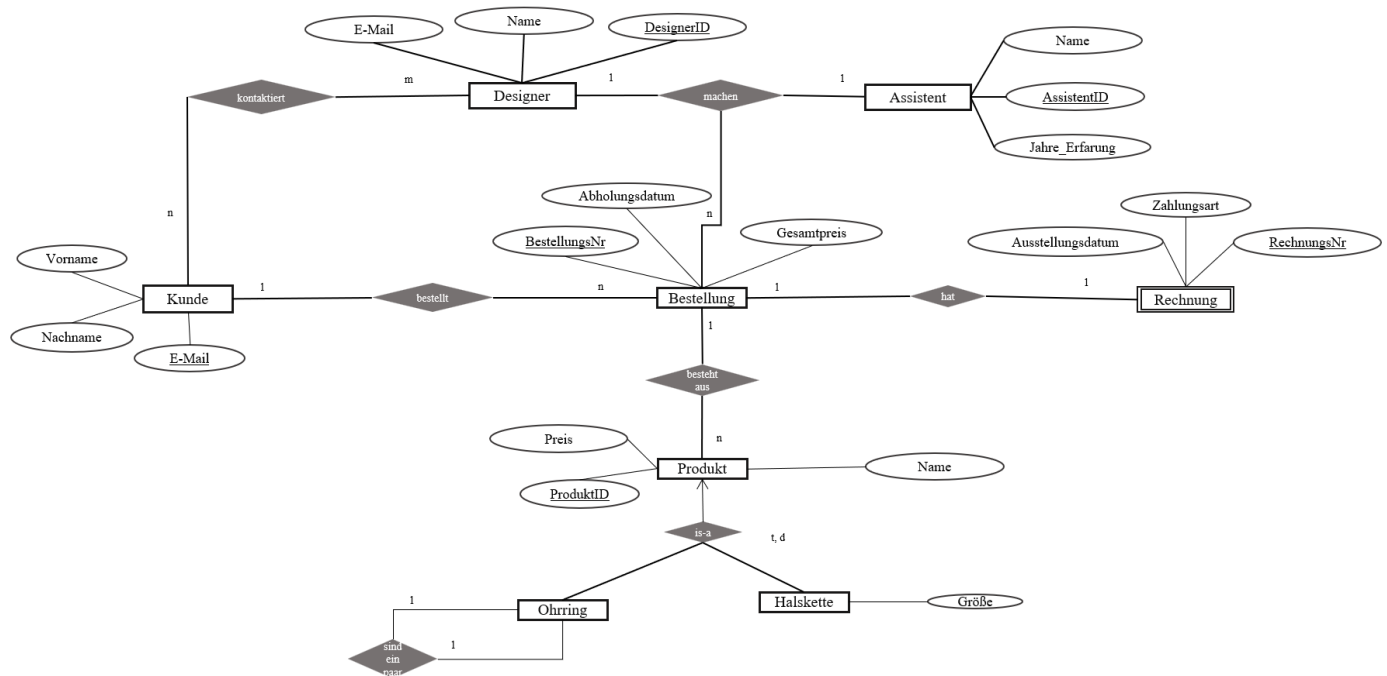 E-Mail
Name
DesignerID
Name
kontaktiert
m
Designer
1
machen
1
Assistent
AssistentID
Jahre_Erfarung
n
Abholungsdatum
n
BestellungsNr
Gesamtpreis
Zahlungsart
Ausstellungsdatum
RechnungsNr
Vorname
Kunde
1
bestellt
n
Bestellung
1
hat
1
Rechnung
Nachname
E-Mail
1
besteht
aus
n
Preis
Produkt
Name
ProduktID
is-a
t, d
Ohrring
Halskette
Größe
1
1
sind
ein
paar